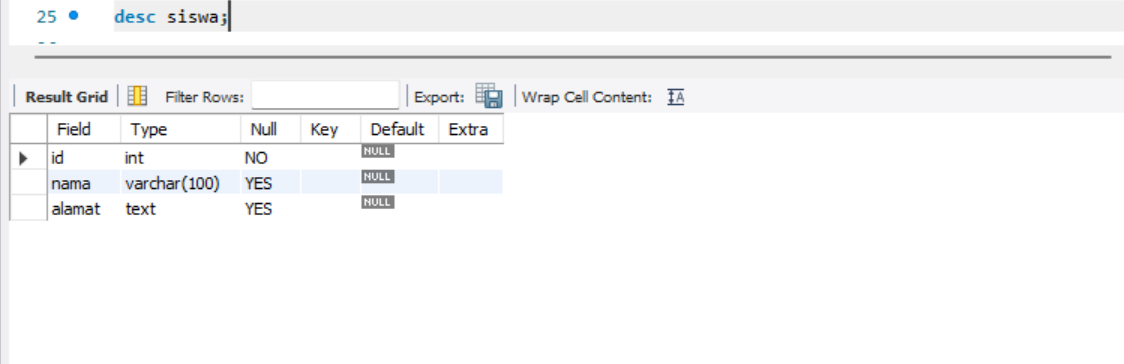 25 desc siswa;
Result Grid Filter Rows: Export: Wrap Cell Content: IA
Field Type Null Key Default Extra
id int NO NULL
nama varchar(100) YES NULL
alamat text YES NULL